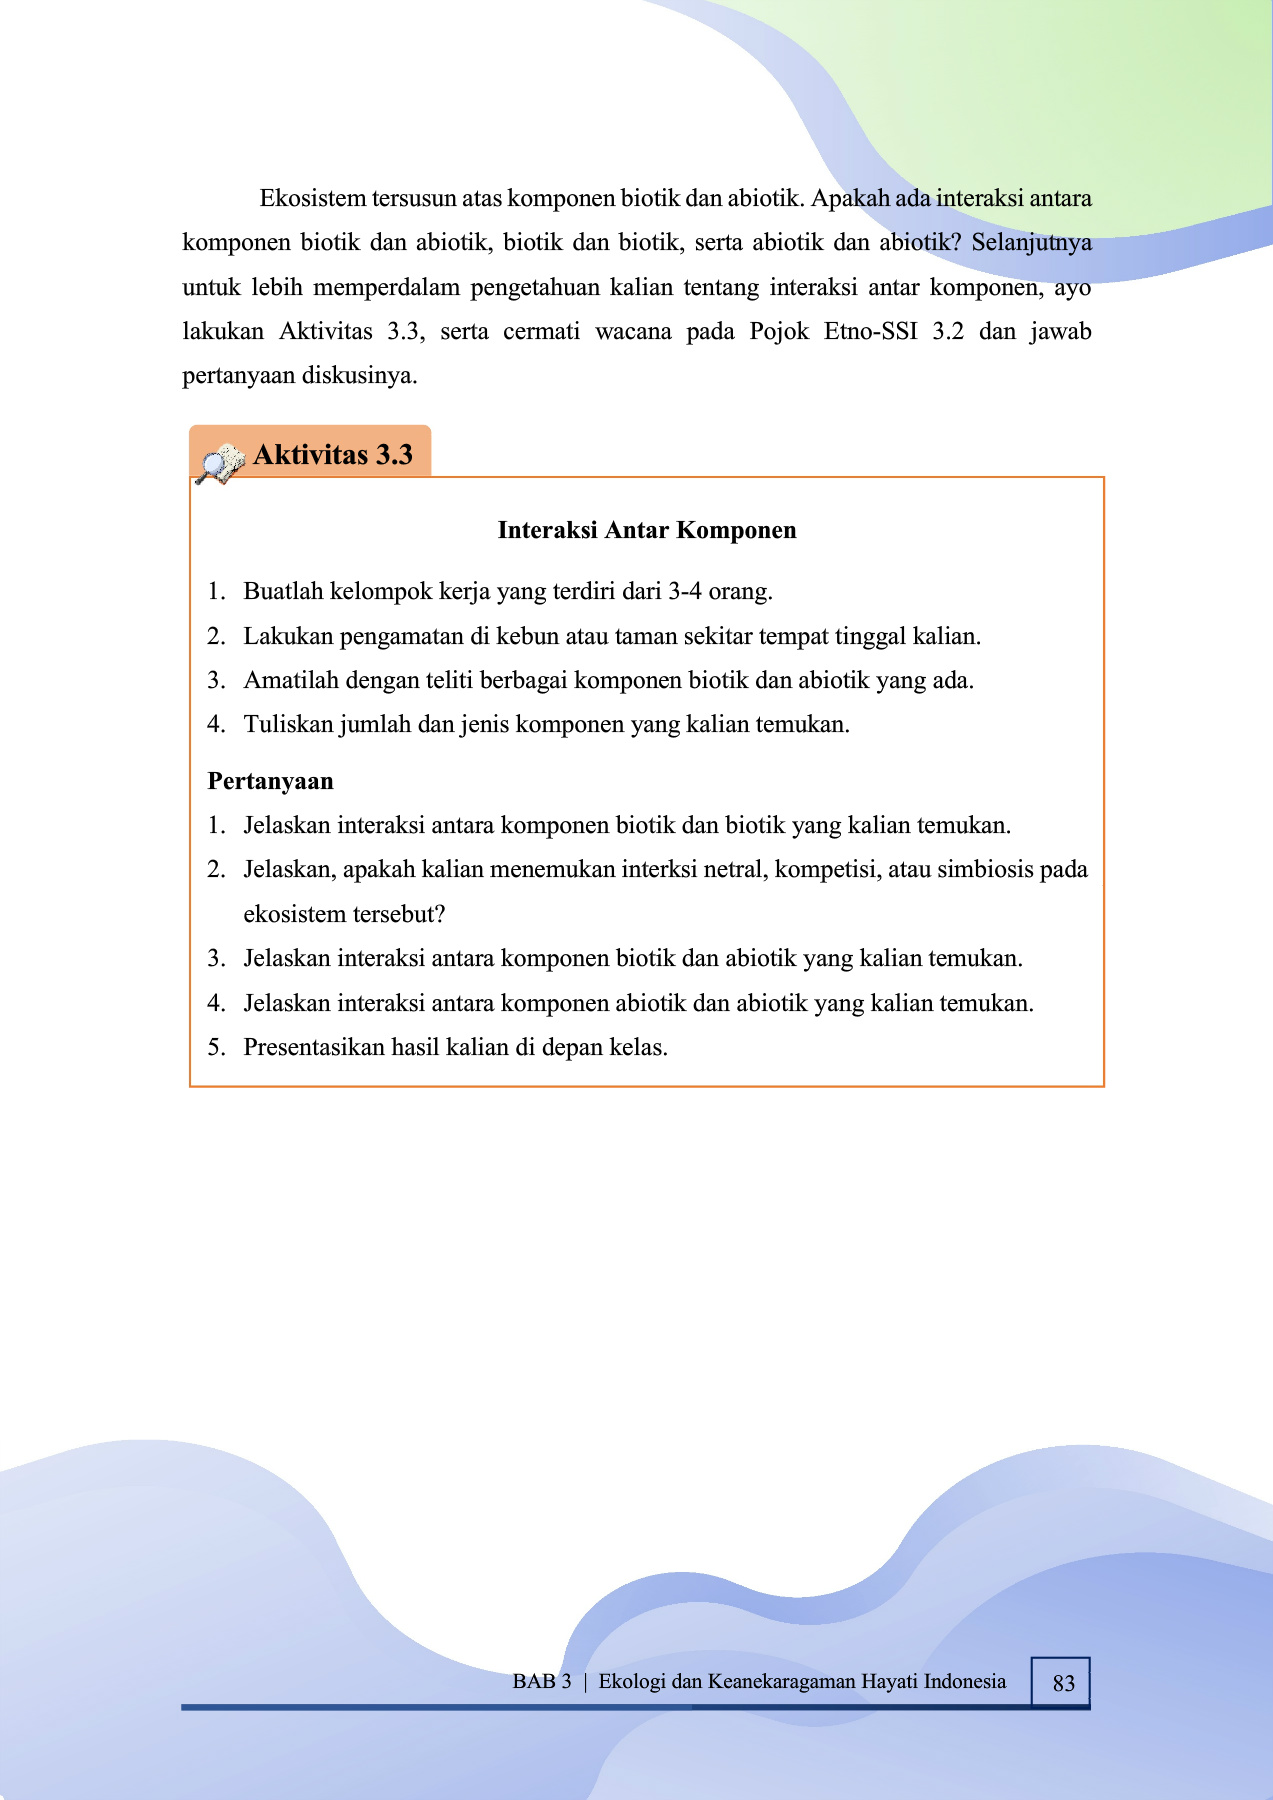 Ekosistem tersusun atas komponen biotik dan abiotik. Apakah ada interaksi antara
komponen biotik dan abiotik, biotik dan biotik, serta abiotik dan abiotik? Selanjutnya
untuk lebih memperdalam pengetahuan kalian tentang interaksi antar komponen, ayo
lakukan Aktivitas 3.3, serta cermati wacana pada Pojok Etno-SSI 3.2 dan jawab
pertanyaan diskusinya.
Aktivitas 3.3
Interaksi Antar Komponen
1. Buatlah kelompok kerja yang terdiri dari 3-4 orang.
2. Lakukan pengamatan di kebun atau taman sekitar tempat tinggal kalian.
3. Amatilah dengan teliti berbagai komponen biotik dan abiotik yang ada.
4. Tuliskan jumlah dan jenis komponen yang kalian temukan.
Pertanyaan
1. Jelaskan interaksi antara komponen biotik dan biotik yang kalian temukan.
2. Jelaskan, apakah kalian menemukan interksi netral, kompetisi, atau simbiosis pada
ekosistem tersebut?
3. Jelaskan interaksi antara komponen biotik dan abiotik yang kalian temukan.
4. Jelaskan interaksi antara komponen abiotik dan abiotik yang kalian temukan.
5. Presentasikan hasil kalian di depan kelas.
BAB 3 | Ekologi dan Keanekaragaman Hayati Indonesia 83